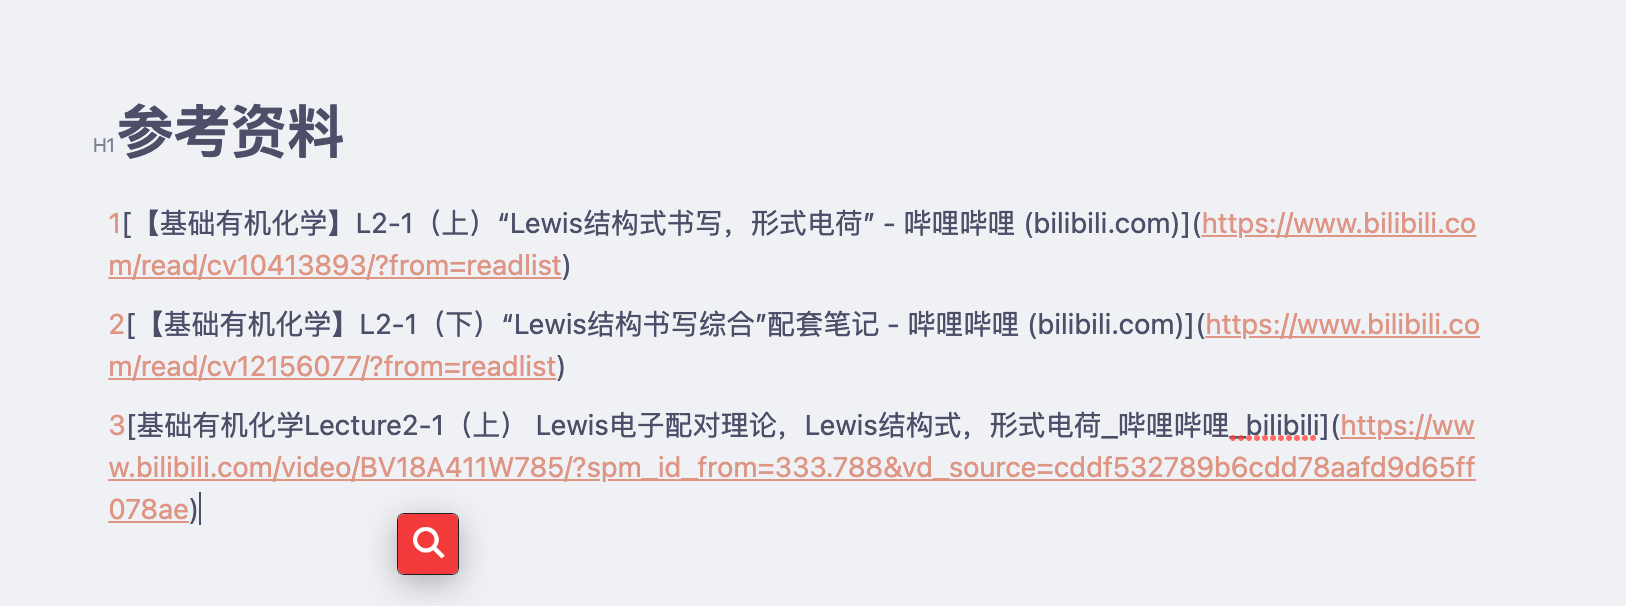 H1参考资料
1[【基础有机化学】L2-1（上）“Lewis结构式书写，形式电荷” - 哔哩哔哩 (bilibili.com)](https://www.bilibili.co
m/read/cv10413893/?from=readlist)
2[【基础有机化学】L2-1（下）“Lewis结构书写综合”配套笔记 - 哔哩哔哩 (bilibili.com)](https://www.bilibili.co
m/read/cv12156077/?from=readlist)
3[基础有机化学Lecture2-1（上） Lewis电子配对理论，Lewis结构式，形式电荷_哔哩哔哩_bilibili](https://ww
w.bilibili.com/video/BV18A411W785/?spm_id_from=333.788&vd_source=cddf532789b6cdd78aafd9d65ff
078ae)